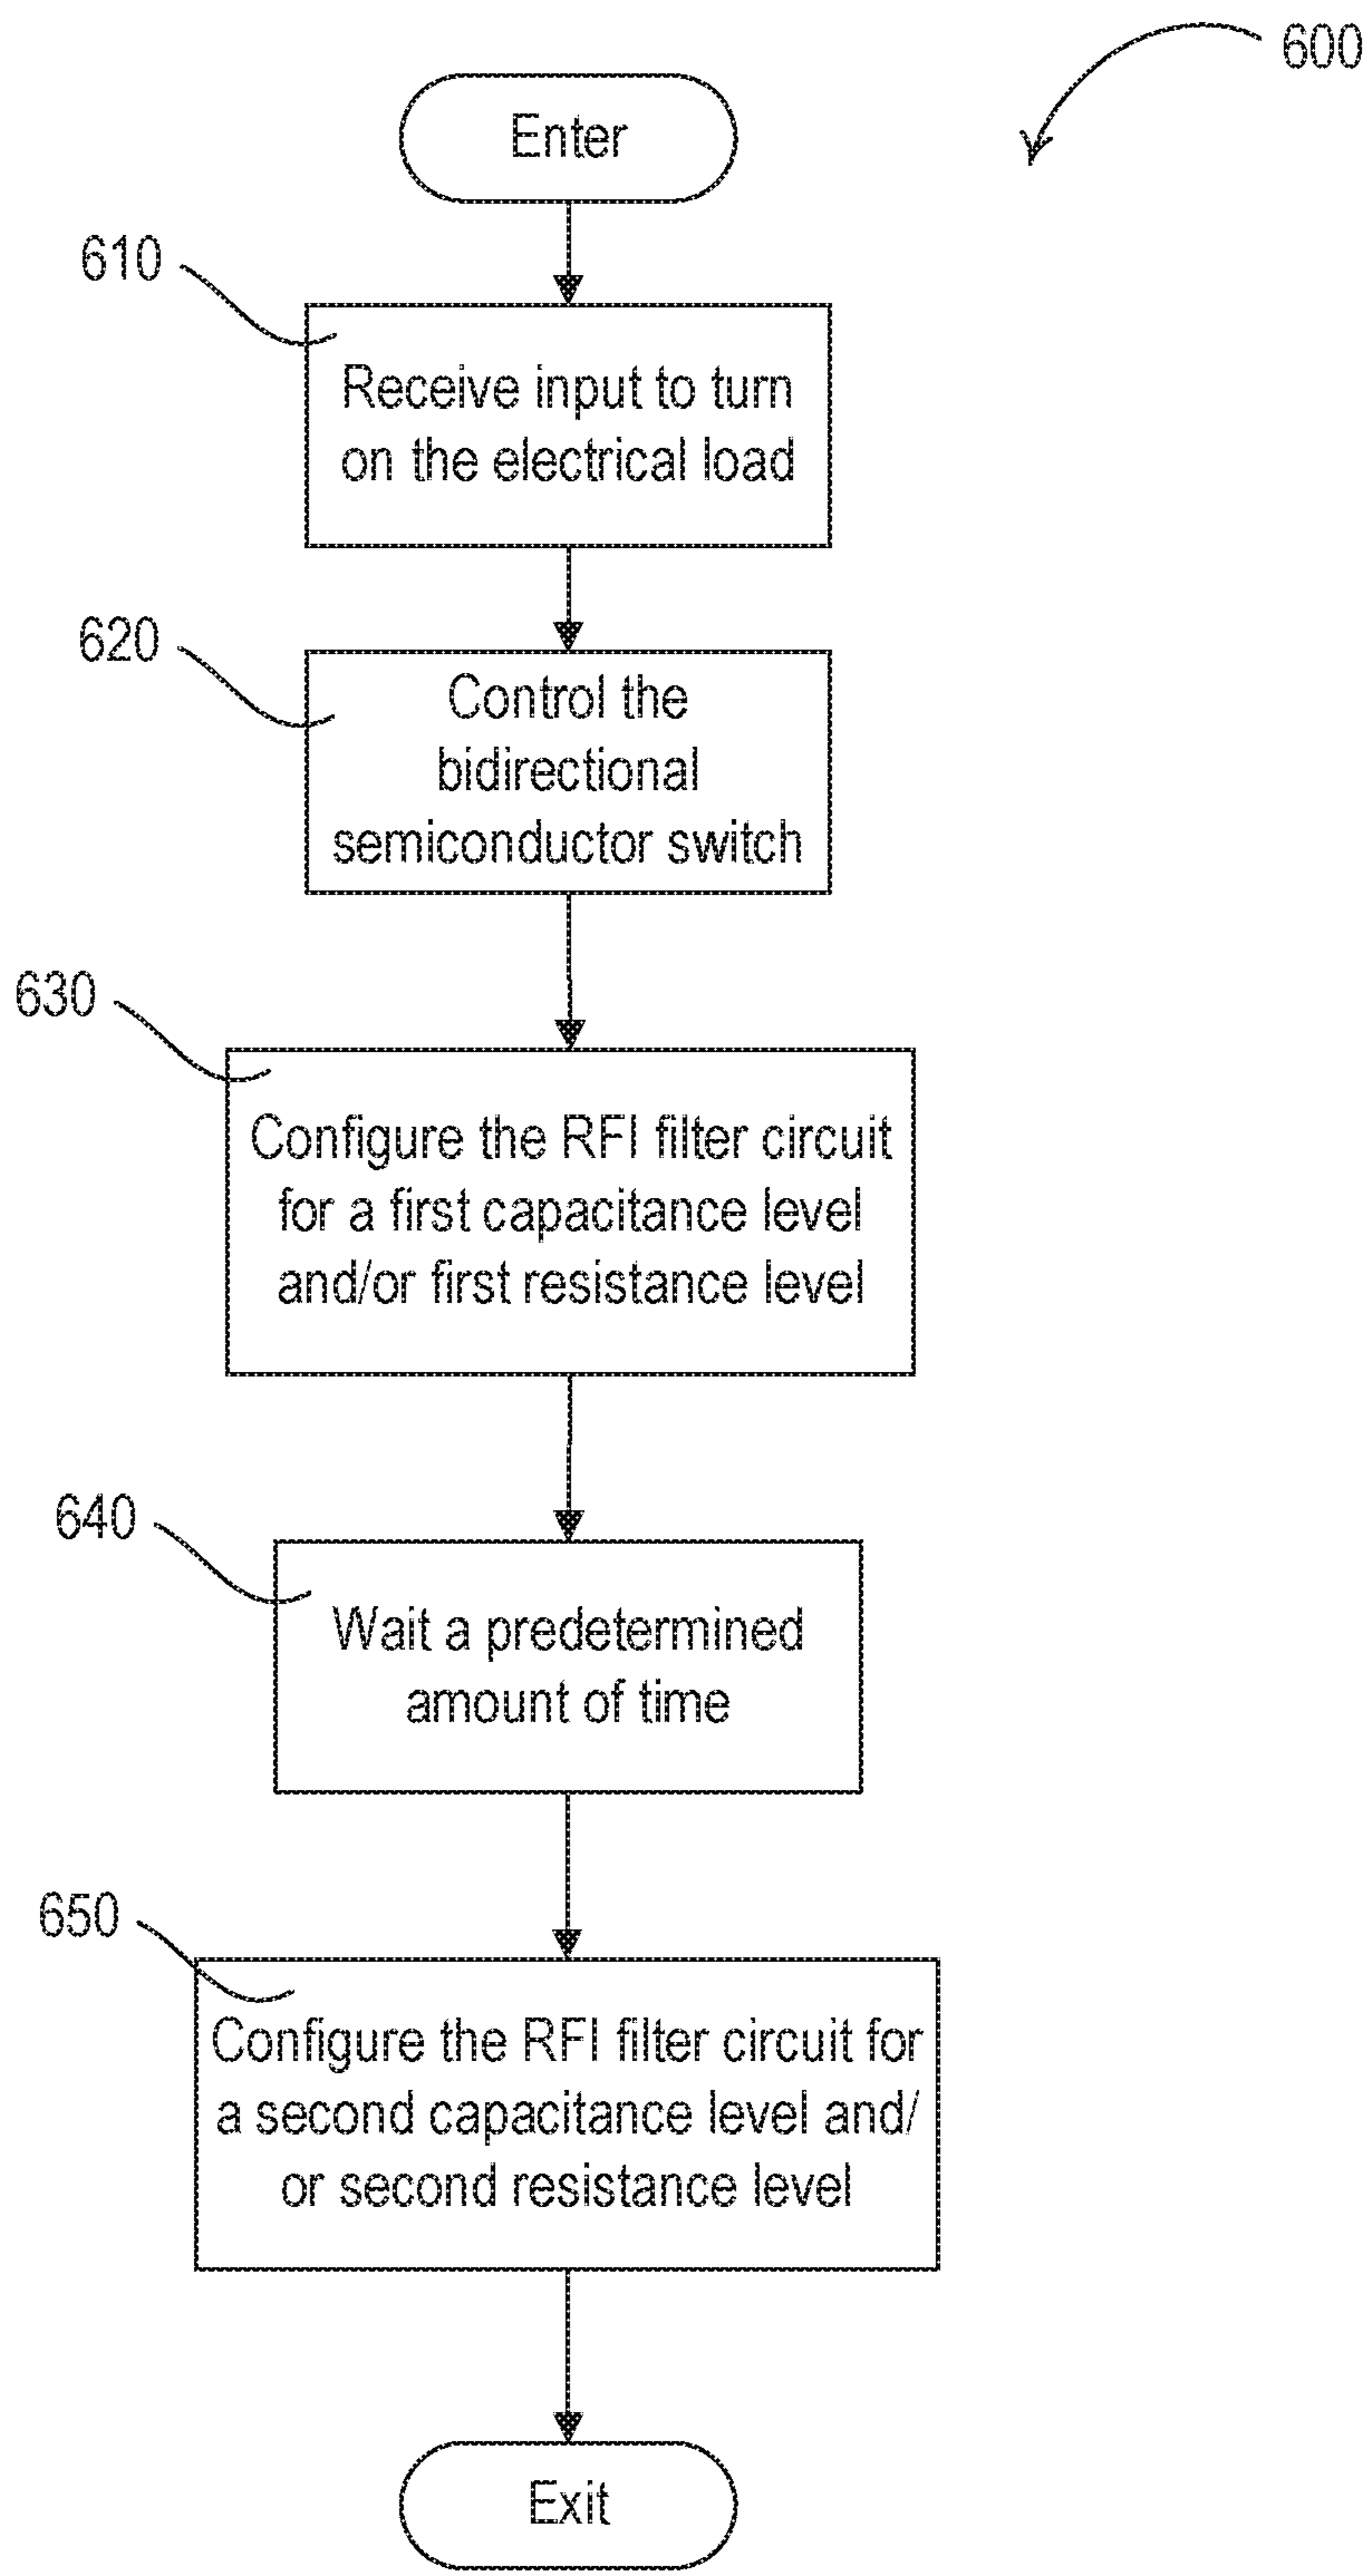 600
Enter
610
Receive input to turn
on the electrical load
620
Control the
bidirectional
semiconductor switch
630
Configure the RFI filter circuit
for a first capacitance level
and/or first resistance level
640
Wait a predetermined
amount of time
650
Configure the RFI filter circuit for
a second capacitance level and/
or second resistance level
Exit